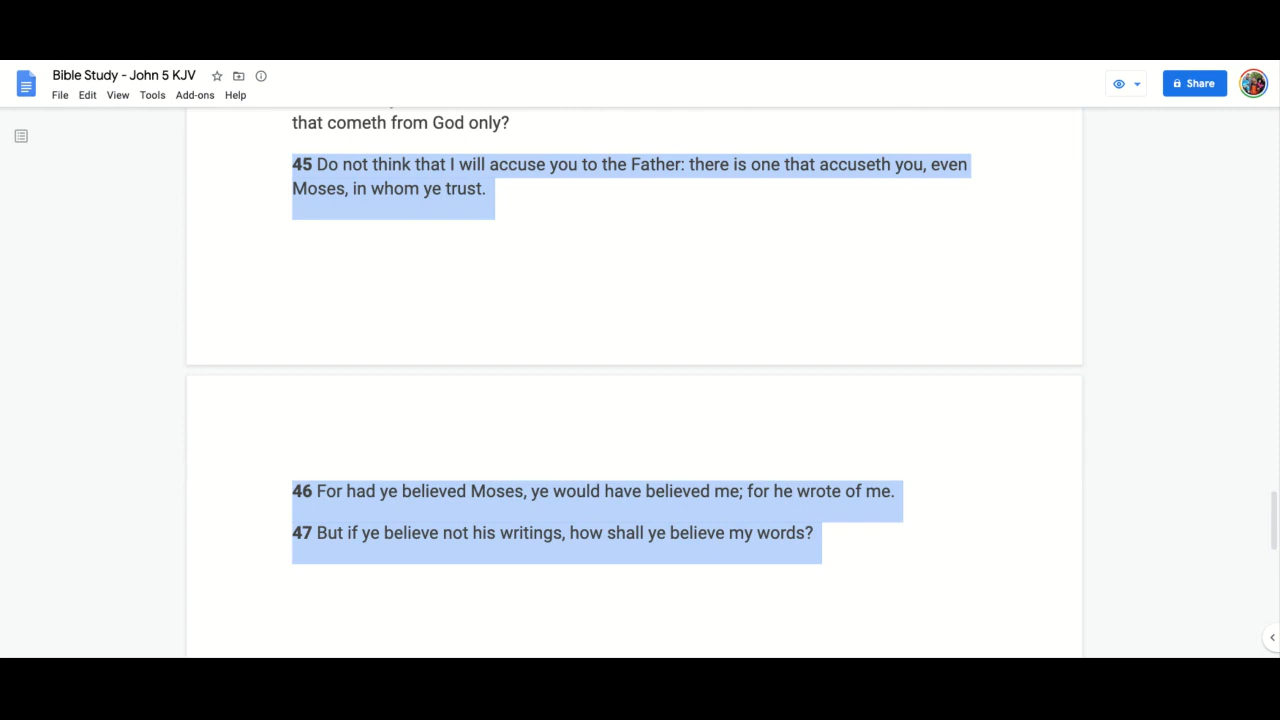 Bible Study - John 5 KJV
File Edit View Tools Add-ons Help
Share
that cometh from God only?
45 Do not think that I will accuse you to the Father: there is one that accuseth you, even
Moses, in whom ye trust.
46 For had ye believed Moses, ye would have believed me; for he wrote of me.
47 But if ye believe not his writings, how shall ye believe my words?